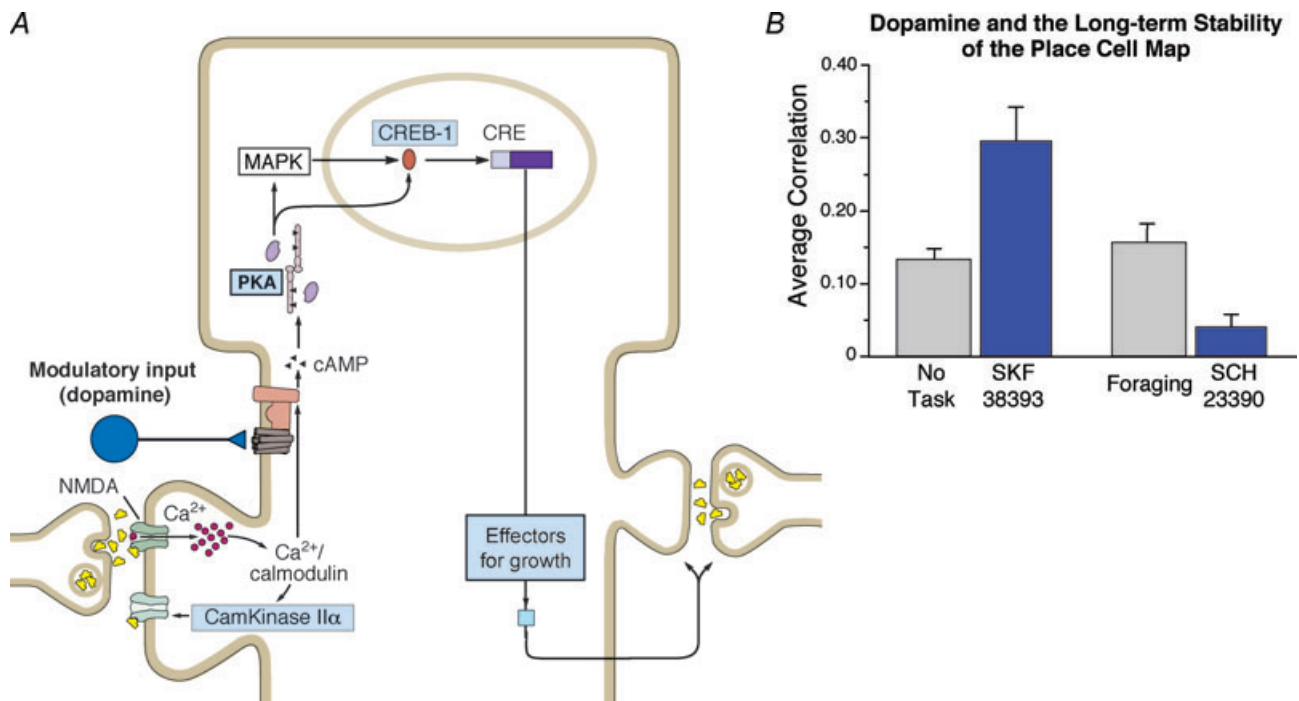 A
MAPK
CREB-1
CRE
PKA
cAMP
Modulatory input
(dopamine)
NMDA
Ca²⁺
Ca²⁺/
calmodulin
CamKinase IIα
Effectors
for growth
B
Dopamine and the Long-term Stability
of the Place Cell Map
Average Correlation
0.40
0.30
0.20
0.10
0
No
Task
SKF
38393
Foraging
SCH
23390